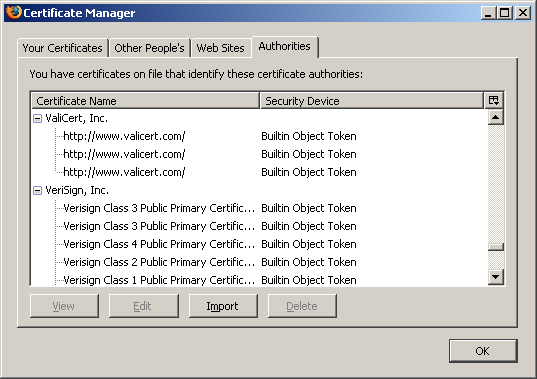 Certificate Manager
Your Certificates Other People's Web Sites Authorities
You have certificates on file that identify these certificate authorities:
Certificate Name Security Device
ValiCert, Inc.
http://www.valicert.com/ Builtin Object Token
http://www.valicert.com/ Builtin Object Token
http://www.valicert.com/ Builtin Object Token
VeriSign, Inc.
Verisign Class 3 Public Primary Certific... Builtin Object Token
Verisign Class 3 Public Primary Certific... Builtin Object Token
Verisign Class 4 Public Primary Certific... Builtin Object Token
Verisign Class 2 Public Primary Certific... Builtin Object Token
Verisign Class 1 Public Primary Certific... Builtin Object Token
View Edit Import Delete
OK